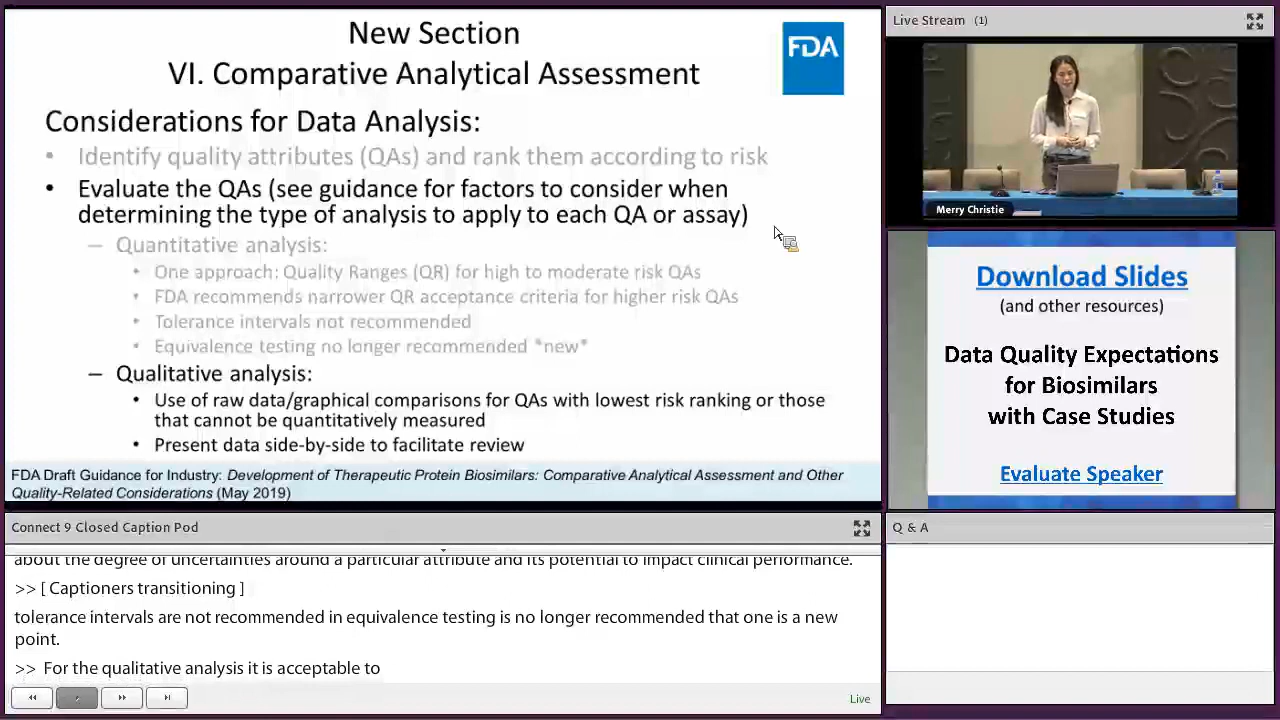 New Section
VI. Comparative Analytical Assessment
FDA
Considerations for Data Analysis:
• Identify quality attributes (QAs) and rank them according to risk
• Evaluate the QAs (see guidance for factors to consider when
determining the type of analysis to apply to each QA or assay)
– Quantitative analysis:
• One approach: Quality Ranges (QR) for high to moderate risk QAs
• FDA recommends narrower QR acceptance criteria for higher risk QAs
• Tolerance intervals not recommended
• Equivalence testing no longer recommended *new*
– Qualitative analysis:
• Use of raw data/graphical comparisons for QAs with lowest risk ranking or those
that cannot be quantitatively measured
• Present data side-by-side to facilitate review
FDA Draft Guidance for Industry: Development of Therapeutic Protein Biosimilars: Comparative Analytical Assessment and Other
Quality-Related Considerations (May 2019)
Live Stream (1)
Merry Christie
Download Slides
(and other resources)
Data Quality Expectations
for Biosimilars
with Case Studies
Evaluate Speaker
Connect 9 Closed Caption Pod
about the degree of uncertainties around a particular attribute and its potential to impact clinical performance.
>> [ Captioners transitioning ]
tolerance intervals are not recommended in equivalence testing is no longer recommended that one is a new
point.
>> For the qualitative analysis it is acceptable to
Live
Q & A